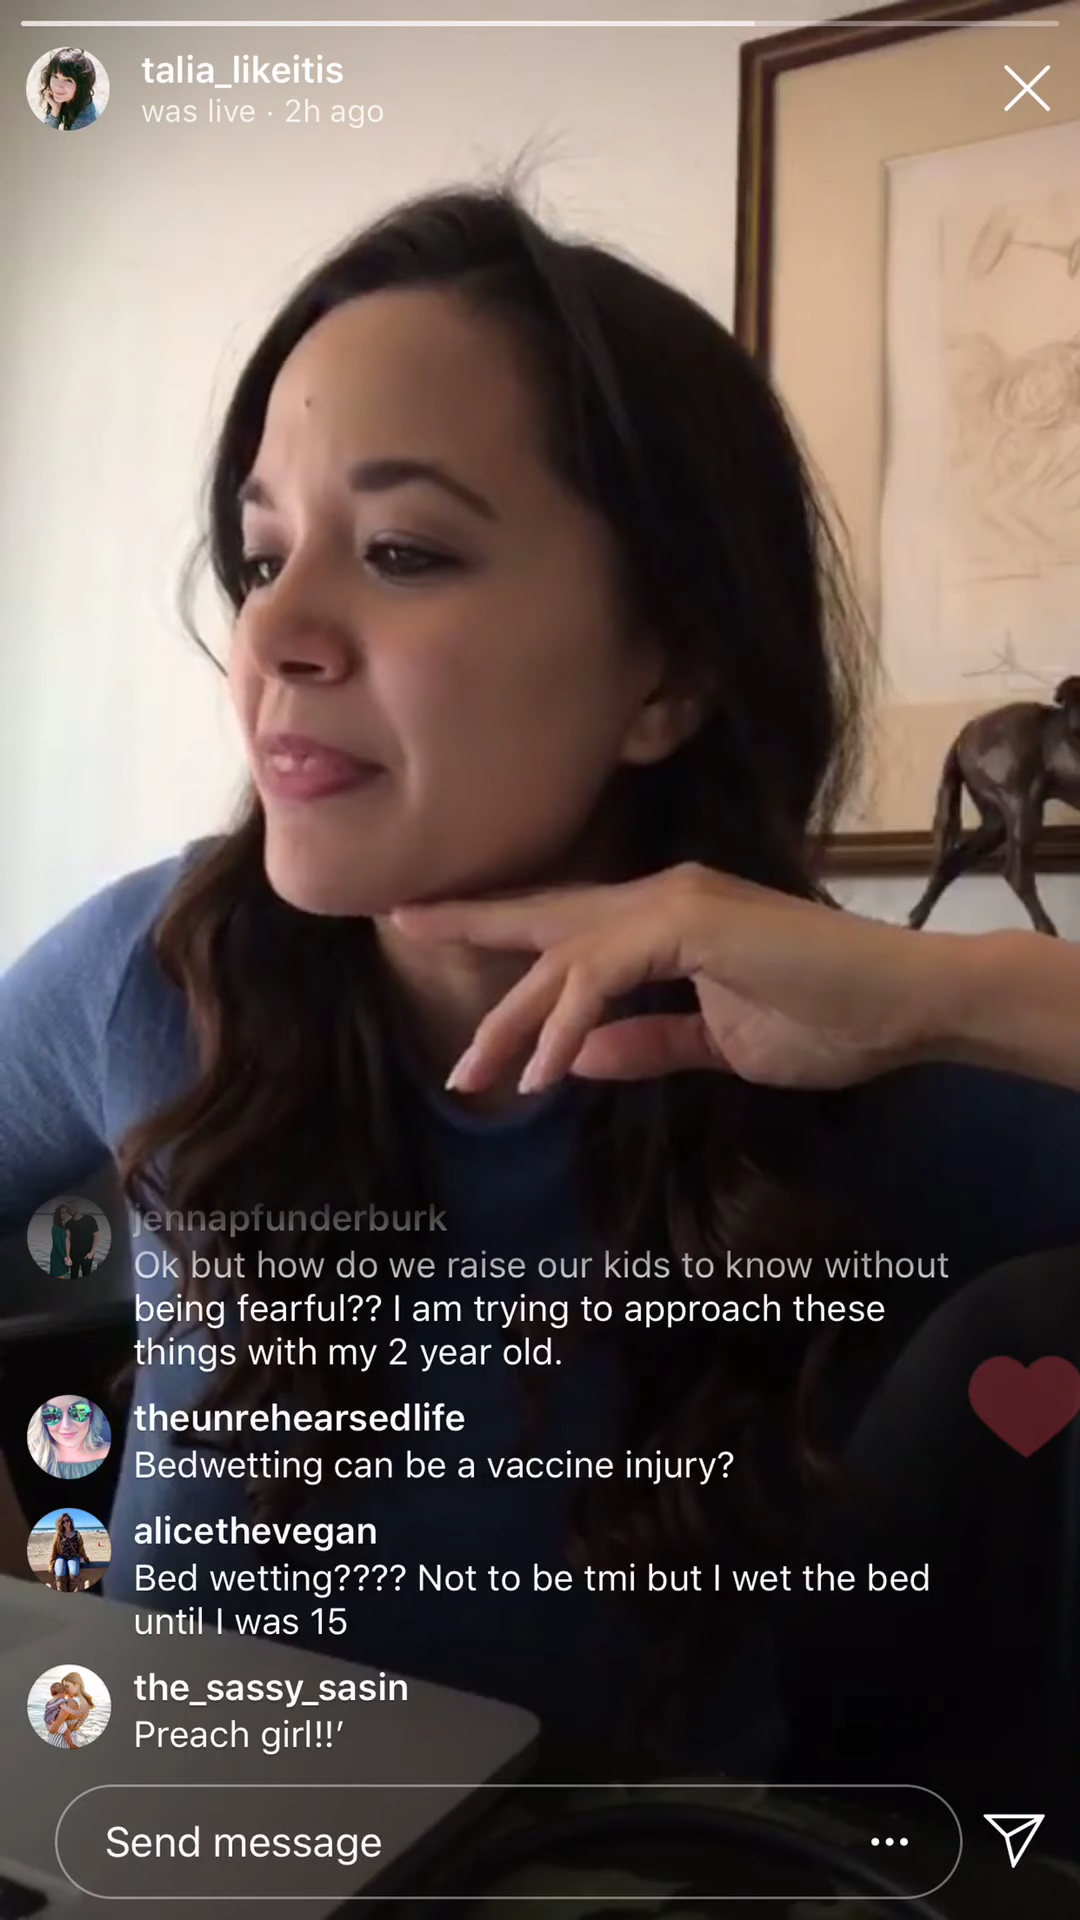 talia_likeitis
was live · 2h ago
jennapfunderburk
Ok but how do we raise our kids to know without
being fearful?? I am trying to approach these
things with my 2 year old.
theunrehearsedlife
Bedwetting can be a vaccine injury?
alicethevegan
Bed wetting???? Not to be tmi but I wet the bed
until I was 15
the_sassy_sasin
Preach girl!!’
Send message